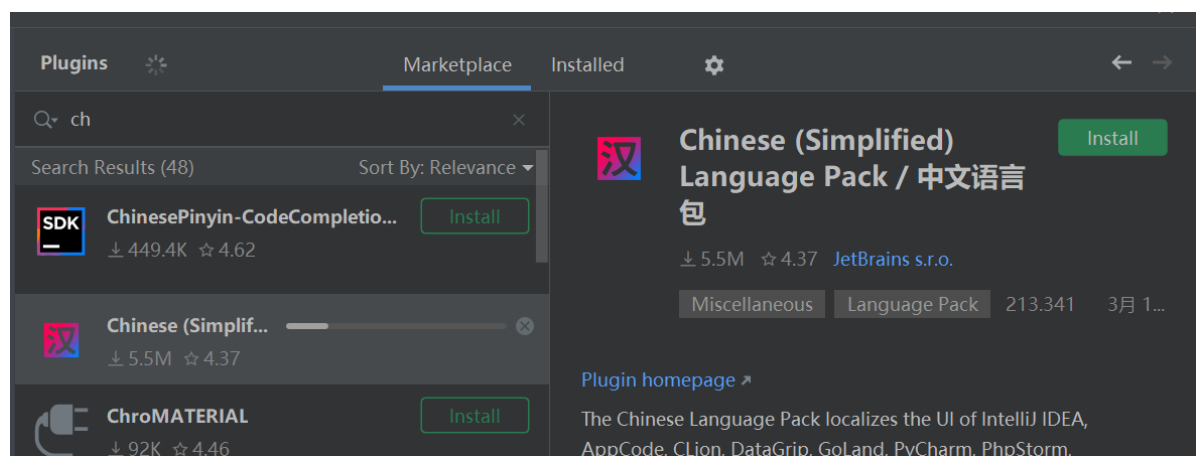 Plugins
Marketplace
Installed
ch
Search Results (48)
Sort By: Relevance
SDK
ChinesePinyin-CodeCompletio...
Install
449.4K 4.62
汉
Chinese (Simplif...
5.5M 4.37
ChroMATERIAL
Install
92K 4.46
汉
Chinese (Simplified)
Language Pack / 中文语言
包
Install
5.5M 4.37 JetBrains s.r.o.
Miscellaneous Language Pack 213.341 3月 1...
Plugin homepage
The Chinese Language Pack localizes the UI of IntelliJ IDEA,
AppCode, CLion, DataGrip, GoLand, PyCharm, PhpStorm,